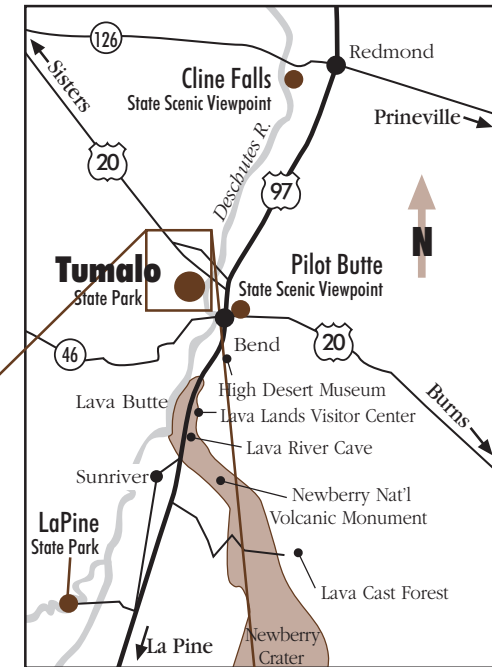 126
Redmond
Sisters
Cline Falls
State Scenic Viewpoint
Prineville
20
Deschutes R.
97
N
Tumalo
State Park
Pilot Butte
State Scenic Viewpoint
46
Bend
20
High Desert Museum
Burns
Lava Butte
Lava Lands Visitor Center
Lava River Cave
Sunriver
Newberry Nat'l
Volcanic Monument
LaPine
State Park
Lava Cast Forest
La Pine
Newberry
Crater